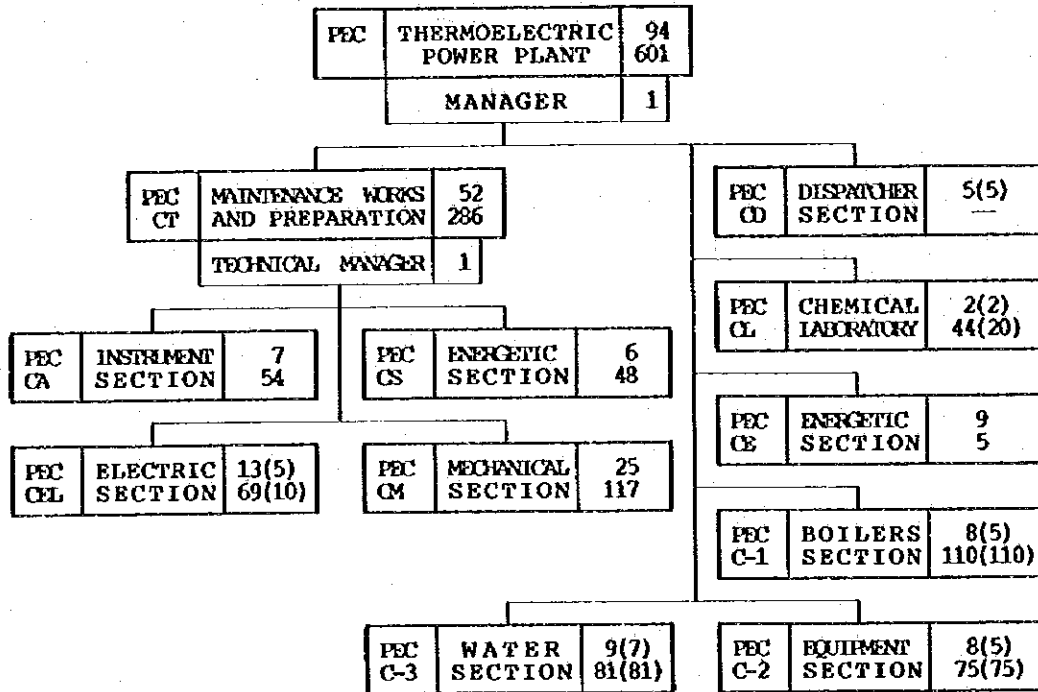 PEC THERMOELECTRIC 94
POWER PLANT 601
MANAGER 1
PEC MAINTENANCE WORKS 52
CT AND PREPARATION 286
TECHNICAL MANAGER 1
PEC DISPATCHER 5(5)
CD SECTION —
PEC CHEMICAL 2(2)
CL LABORATORY 44(20)
PEC INSTRUMENT 7
CA SECTION 54
PEC ENERGETIC 6
CS SECTION 48
PEC ENERGETIC 9
CE SECTION 5
PEC ELECTRIC 13(5)
CEL SECTION 69(10)
PEC MECHANICAL 25
CM SECTION 117
PEC BOILERS 8(5)
C-1 SECTION 110(110)
PEC WATER 9(7)
C-3 SECTION 81(81)
PEC EQUIPMENT 8(5)
C-2 SECTION 75(75)